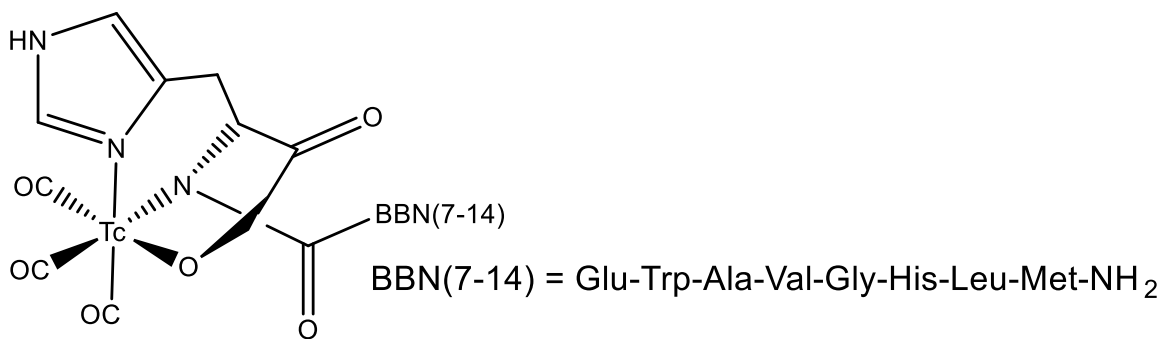 HN
O
N
OC
N
BBN(7-14)
Tc
OC
O
BBN(7-14) = Glu-Trp-Ala-Val-Gly-His-Leu-Met-NH2
OC
O